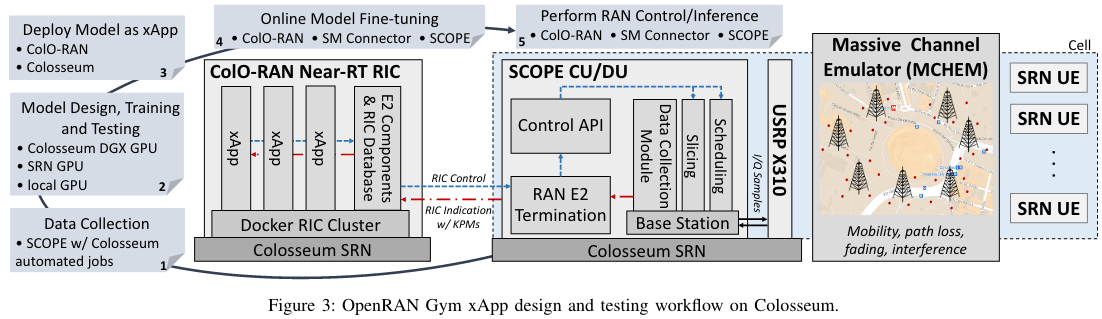 Deploy Model as xApp
• ColO-RAN
• Colosseum
3
Online Model Fine-tuning
4 • ColO-RAN • SM Connector • SCOPE
Perform RAN Control/Inference
5 • ColO-RAN • SM Connector • SCOPE
Model Design, Training
and Testing
• Colosseum DGX GPU
• SRN GPU
• local GPU
2
Data Collection
• SCOPE w/ Colosseum
automated jobs
1
ColO-RAN Near-RT RIC
xApp
xApp
xApp
E2 Components
& RIC Database
Docker RIC Cluster
Colosseum SRN
RIC Control
RIC Indication
w/ KPMs
SCOPE CU/DU
Control API
RAN E2
Termination
Data Collection
Module
Slicing
Scheduling
Base Station
Colosseum SRN
I/Q Samples
USRP X310
Massive Channel
Emulator (MCHEM)
Mobility, path loss,
fading, interference
Cell
SRN UE
SRN UE
⋮
SRN UE
Figure 3: OpenRAN Gym xApp design and testing workflow on Colosseum.